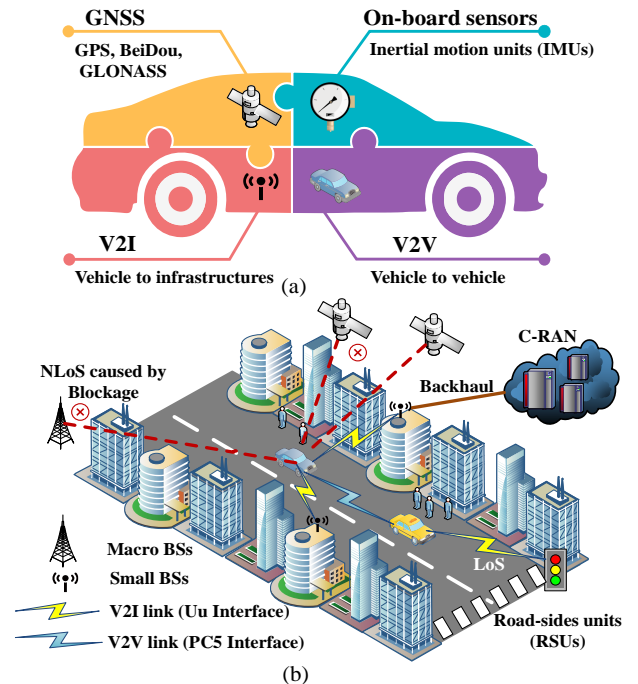 GNSS
GPS, BeiDou,
GLONASS
On-board sensors
Inertial motion units (IMUs)
V2I
Vehicle to infrastructures
V2V
Vehicle to vehicle
(a)
C-RAN
Backhaul
NLoS caused by
Blockage
LoS
Macro BSs
Small BSs
V2I link (Uu Interface)
V2V link (PC5 Interface)
Road-sides units
(RSUs)
(b)